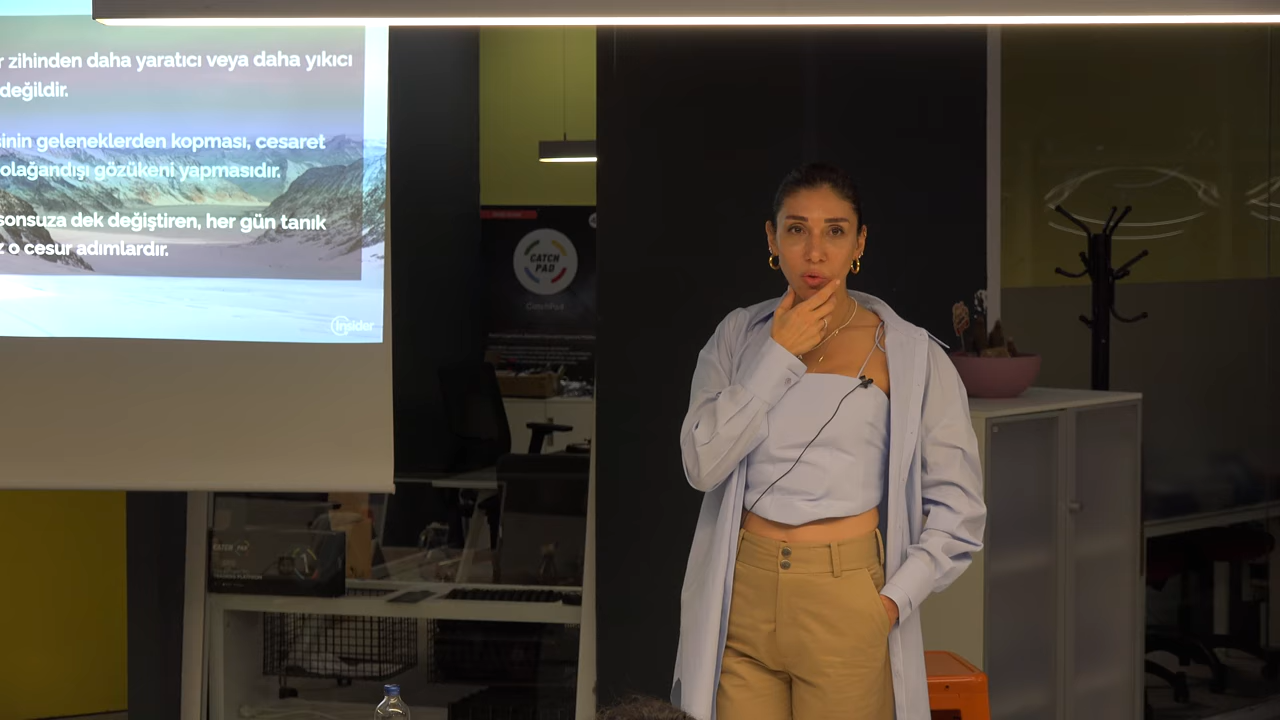 r zihinden daha yaratıcı veya daha yıkıcı
değildir.
sinin geleneklerden kopması, cesaret
olağandışı gözükeni yapmasıdır.
sonsuza dek değiştiren, her gün tanık
z o cesur adımlardır.
insider
CATCH
PAD
CatchPad